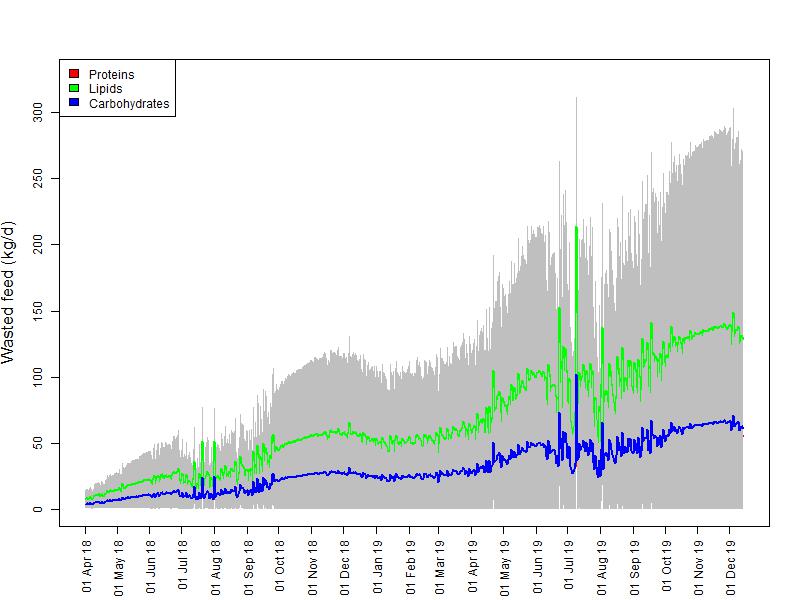 Proteins
Lipids
Carbohydrates
Wasted feed (kg/d)
300
250
200
150
100
50
0
01 Apr 18
01 May 18
01 Jun 18
01 Jul 18
01 Aug 18
01 Sep 18
01 Oct 18
01 Nov 18
01 Dec 18
01 Jan 19
01 Feb 19
01 Mar 19
01 Apr 19
01 May 19
01 Jun 19
01 Jul 19
01 Aug 19
01 Sep 19
01 Oct 19
01 Nov 19
01 Dec 19